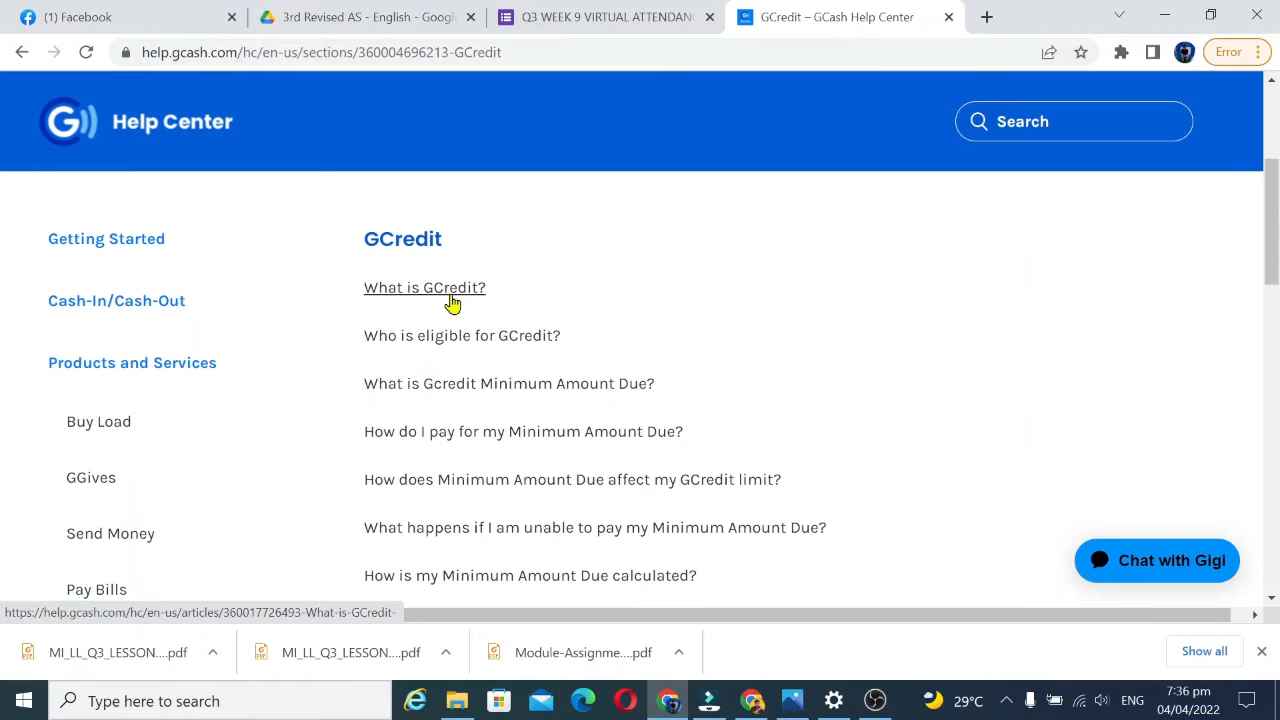 Facebook
3rd Revised AS - English - Googl
Q3 WEEK 9 VIRTUAL ATTENDANC
GCredit – GCash Help Center
help.gcash.com/hc/en-us/sections/360004696213-GCredit
Error
G
Help Center
Search
Getting Started
Cash-In/Cash-Out
Products and Services
Buy Load
GGives
Send Money
Pay Bills
GCredit
What is GCredit?
Who is eligible for GCredit?
What is Gcredit Minimum Amount Due?
How do I pay for my Minimum Amount Due?
How does Minimum Amount Due affect my GCredit limit?
What happens if I am unable to pay my Minimum Amount Due?
How is my Minimum Amount Due calculated?
Chat with Gigi
https://help.gcash.com/hc/en-us/articles/360017726493-What-is-GCredit-
MI_LL_Q3_LESSON....pdf
MI_LL_Q3_LESSON....pdf
Module-Assignme....pdf
Show all
Type here to search
29°C
ENG
7:36 pm
04/04/2022